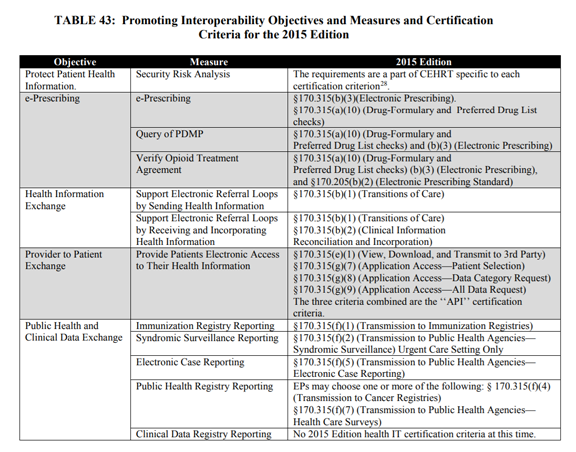 TABLE 43: Promoting Interoperability Objectives and Measures and Certification
Criteria for the 2015 Edition
Objective Measure 2015 Edition
Protect Patient Health Information. Security Risk Analysis The requirements are a part of CEHRT specific to each
certification criterion28.
e-Prescribing e-Prescribing §170.315(b)(3)(Electronic Prescribing).
§170.315(a)(10) (Drug-Formulary and Preferred Drug List
checks)
Query of PDMP §170.315(a)(10) (Drug-Formulary and
Preferred Drug List checks) and (b)(3) (Electronic Prescribing)
Verify Opioid Treatment
Agreement
§170.315(a)(10) (Drug-Formulary and
Preferred Drug List checks) (b)(3) (Electronic Prescribing),
and §170.205(b)(2) (Electronic Prescribing Standard)
Health Information
Exchange
Support Electronic Referral Loops
by Sending Health Information
§170.315(b)(1) (Transitions of Care)
Support Electronic Referral Loops
by Receiving and Incorporating
Health Information
§170.315(b)(1) (Transitions of Care)
§170.315(b)(2) (Clinical Information
Reconciliation and Incorporation)
Provider to Patient
Exchange
Provide Patients Electronic Access
to Their Health Information
§170.315(e)(1) (View, Download, and Transmit to 3rd Party)
§170.315(g)(7) (Application Access—Patient Selection)
§170.315(g)(8) (Application Access—Data Category Request)
§170.315(g)(9) (Application Access—All Data Request)
The three criteria combined are the ‘‘API’’ certification
criteria.
Public Health and
Clinical Data Exchange
Immunization Registry Reporting §170.315(f)(1) (Transmission to Immunization Registries)
Syndromic Surveillance Reporting §170.315(f)(2) (Transmission to Public Health Agencies—
Syndromic Surveillance) Urgent Care Setting Only
Electronic Case Reporting §170.315(f)(5) (Transmission to Public Health Agencies—
Electronic Case Reporting)
Public Health Registry Reporting EPs may choose one or more of the following: § 170.315(f)(4)
(Transmission to Cancer Registries)
§170.315(f)(7) (Transmission to Public Health Agencies—
Health Care Surveys)
Clinical Data Registry Reporting No 2015 Edition health IT certification criteria at this time.